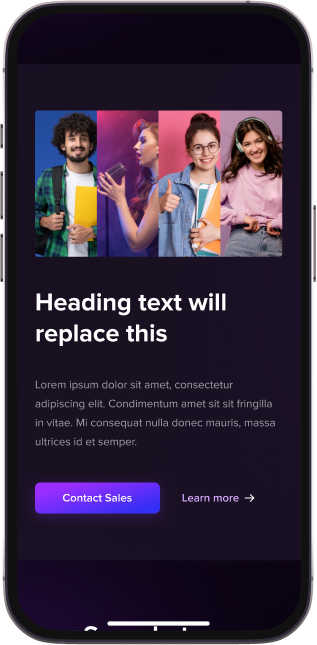 Heading text will
replace this
Lorem ipsum dolor sit amet, consectetur
adipiscing elit. Condimentum amet sit sit fringilla
in vitae. Mi consequat nulla donec mauris, massa
ultrices id et semper.
Contact Sales
Learn more →